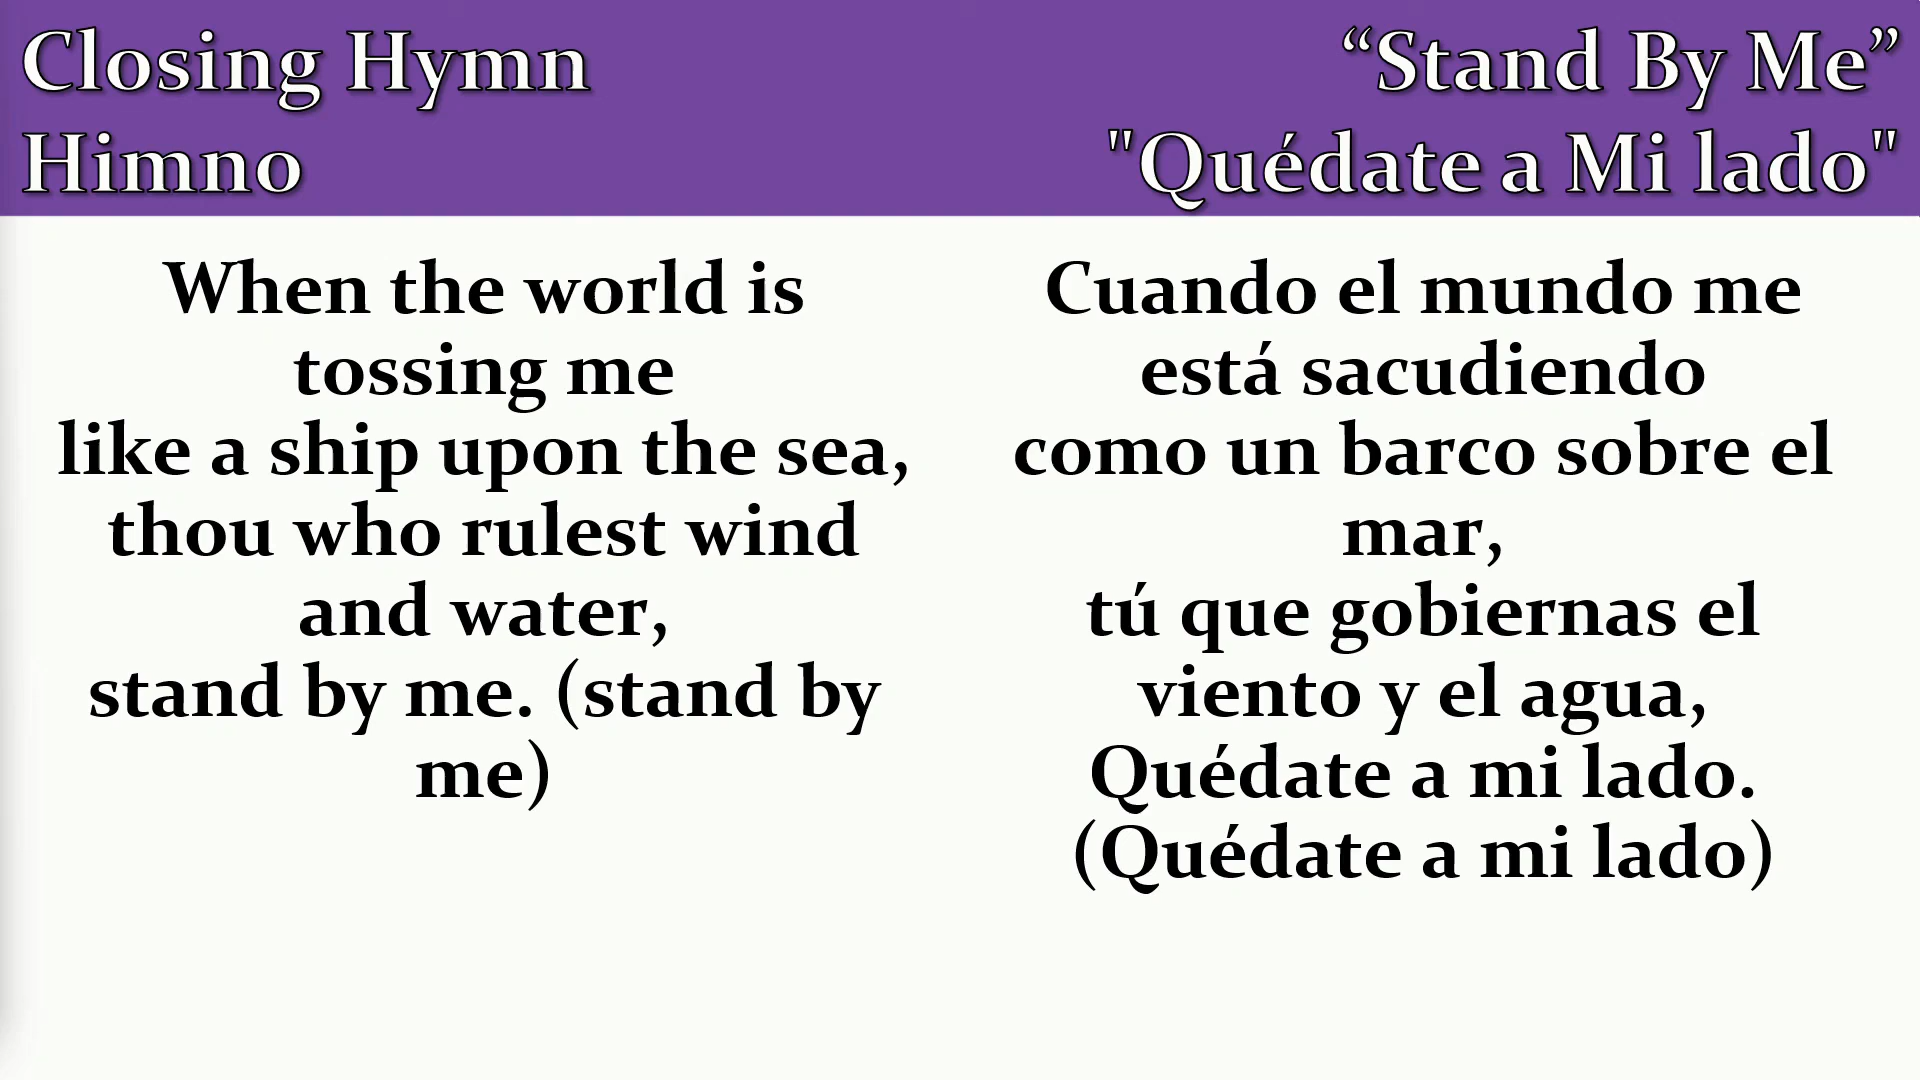 Closing Hymn
Himno
“Stand By Me”
"Quédate a Mi lado"
When the world is
tossing me
like a ship upon the sea,
thou who rulest wind
and water,
stand by me. (stand by
me)
Cuando el mundo me
está sacudiendo
como un barco sobre el
mar,
tú que gobiernas el
viento y el agua,
Quédate a mi lado.
(Quédate a mi lado)